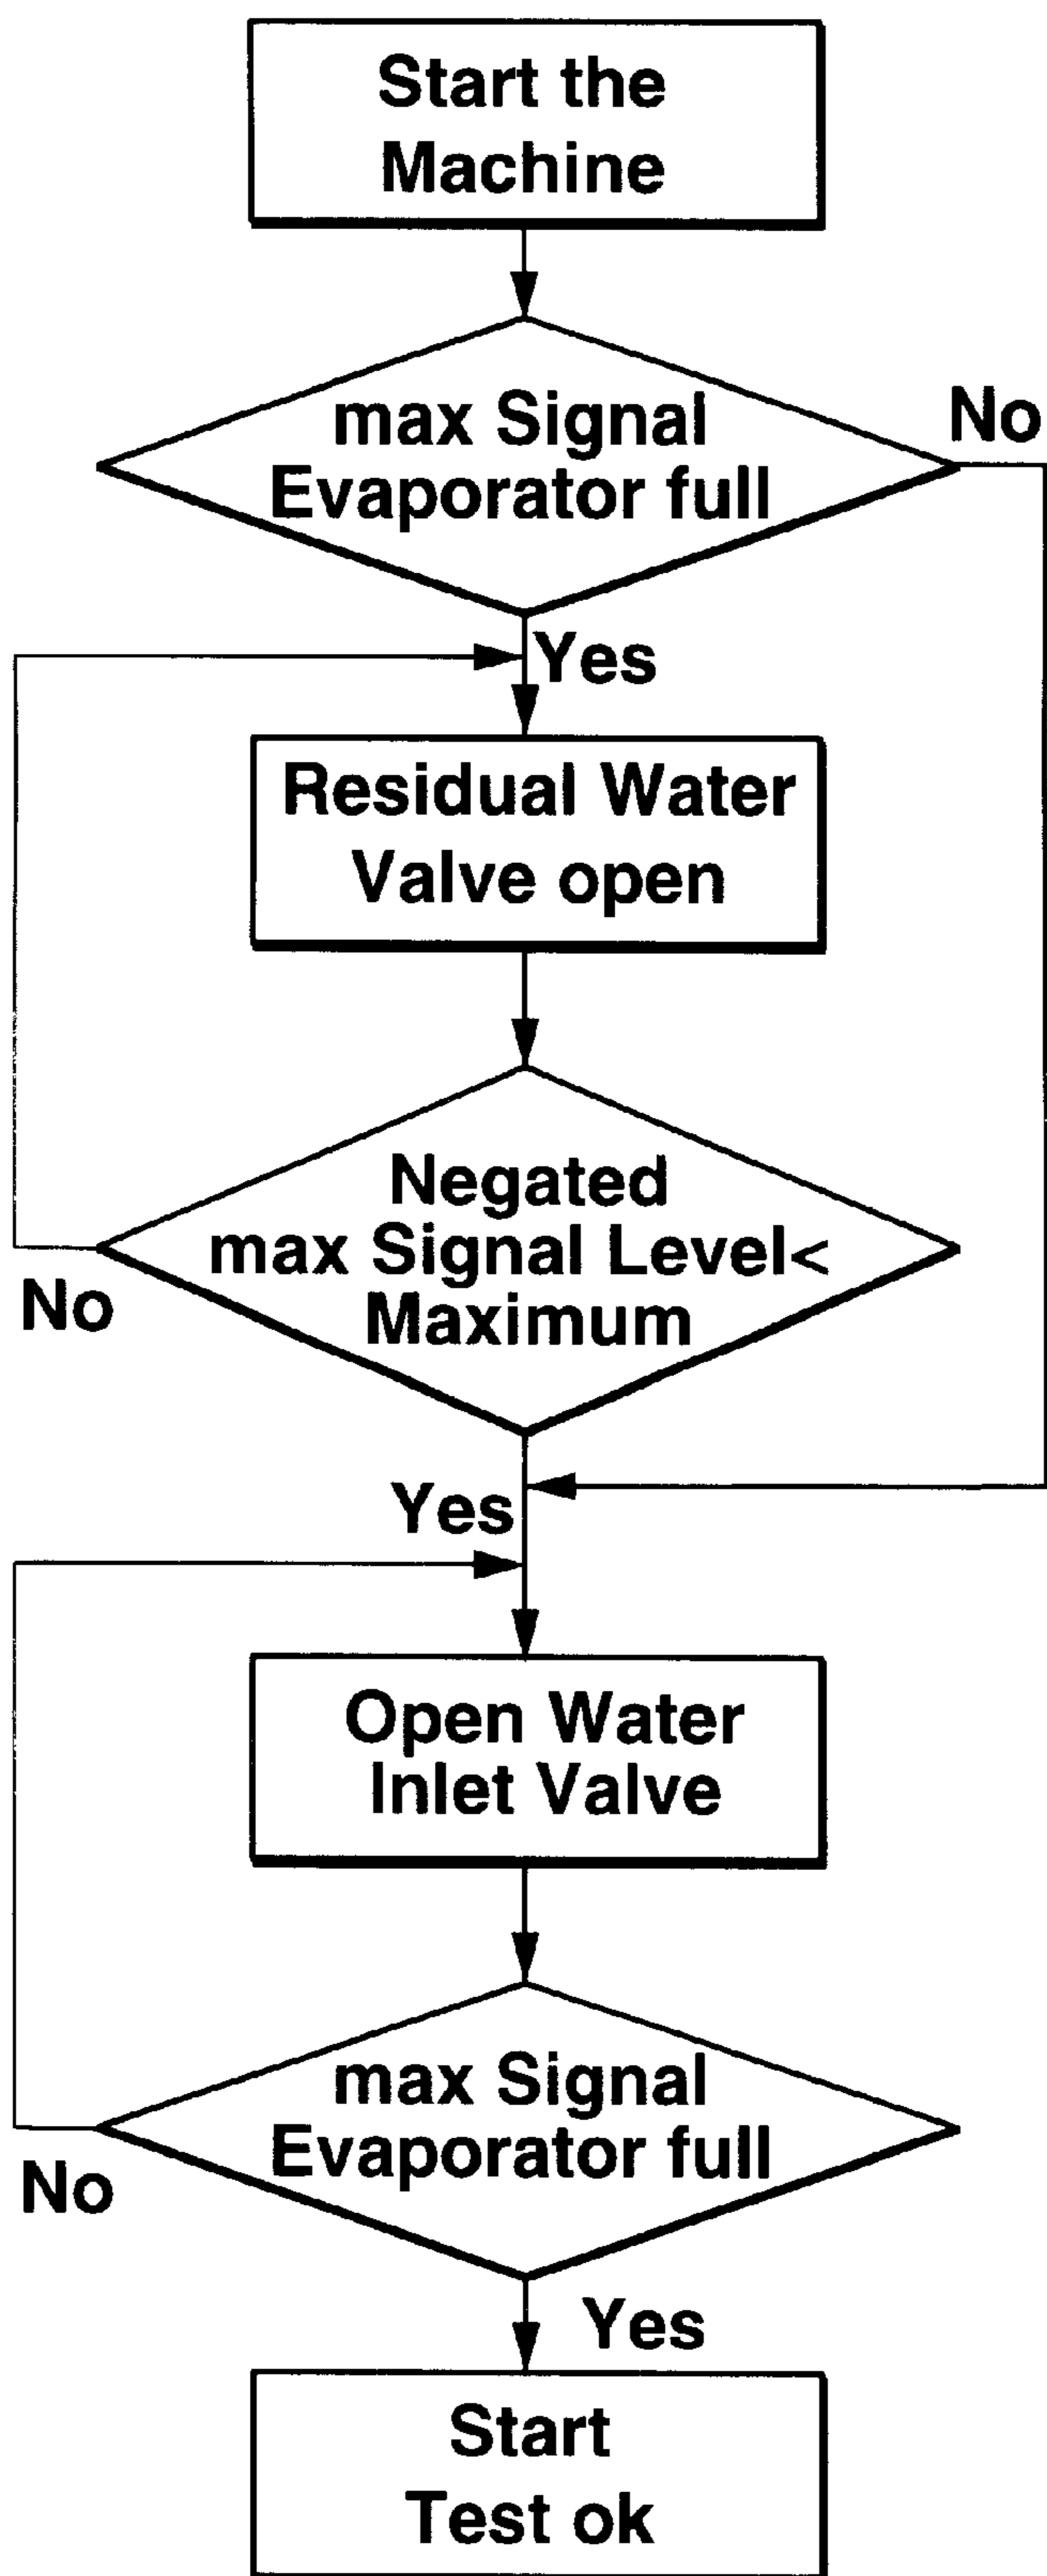 Start the
Machine
max Signal
Evaporator full
No
Yes
Residual Water
Valve open
Negated
max Signal Level<
Maximum
No
Yes
Open Water
Inlet Valve
max Signal
Evaporator full
No
Yes
Start
Test ok